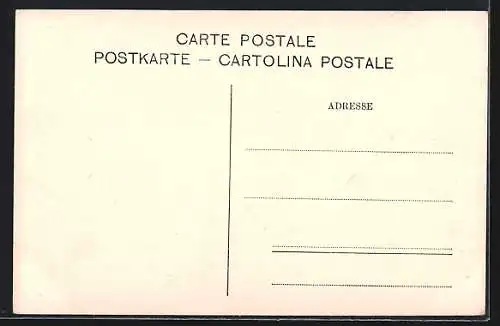 CARTE POSTALE
POSTKARTE — CARTOLINA POSTALE
ADRESSE